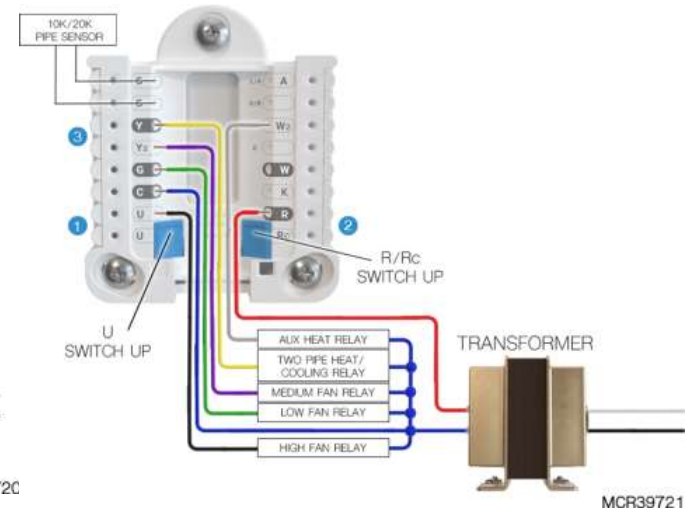 10K/20K
PIPE SENSOR
S
S
3
Y
Y2
G
C
1
U
U
L/A A
W2
W
K
R
2
Rc
R/Rc
SWITCH UP
U
SWITCH UP
AUX HEAT RELAY
TWO PIPE HEAT/
COOLING RELAY
MEDIUM FAN RELAY
LOW FAN RELAY
HIGH FAN RELAY
TRANSFORMER
MCR39721